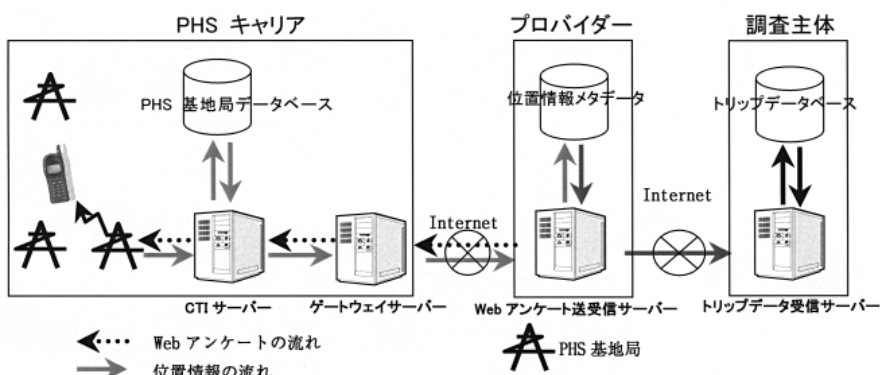 PHS キャリア
プロバイダー
調査主体
PHS 基地局データベース
位置情報メタデータ
トリップデータベース
Internet
Internet
CTI サーバー
ゲートウェイサーバー
Web アンケート送受信サーバー
トリップデータ受信サーバー
Web アンケートの流れ
PHS 基地局
位置情報の流れ